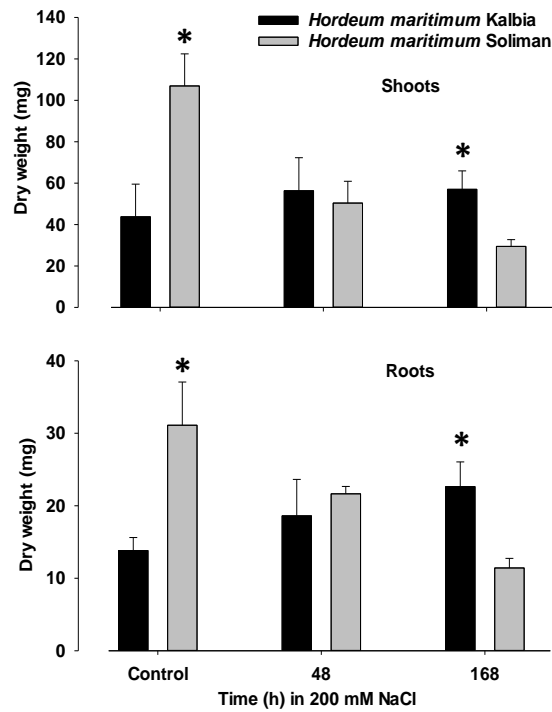 Hordeum maritimum Kalbia
Hordeum maritimum Soliman
Shoots
Dry weight (mg)
140
120
100
80
60
40
20
0
*
*
Roots
Dry weight (mg)
40
30
20
10
0
*
*
Control 48 168
Time (h) in 200 mM NaCl